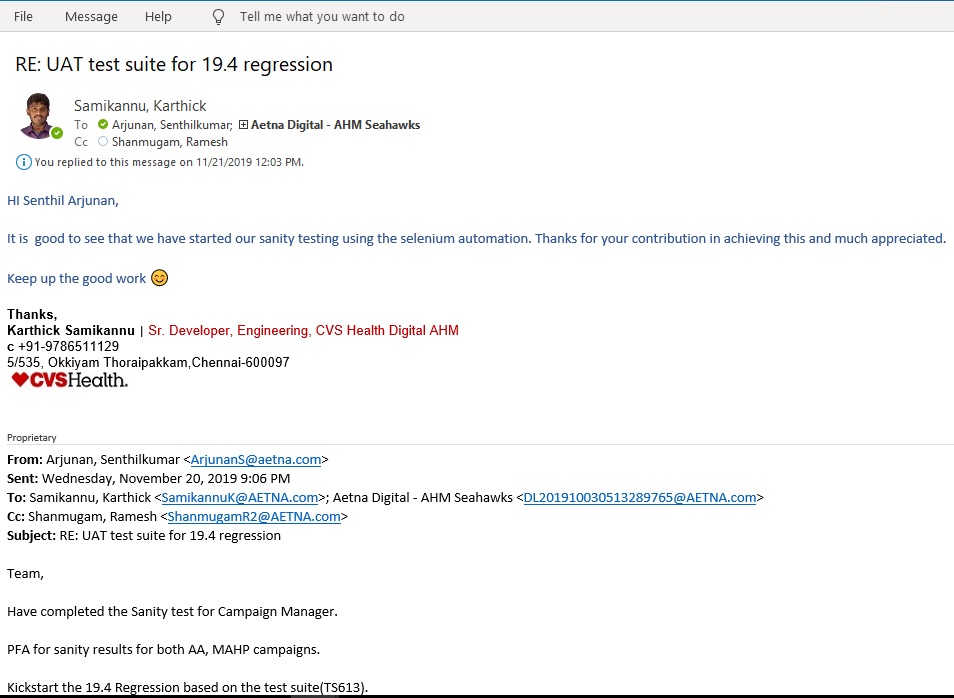 File Message Help Tell me what you want to do
RE: UAT test suite for 19.4 regression
Samikannu, Karthick
To Arjunan, Senthilkumar; Aetna Digital - AHM Seahawks
Cc Shanmugam, Ramesh
You replied to this message on 11/21/2019 12:03 PM.
HI Senthil Arjunan,
It is  good to see that we have started our sanity testing using the selenium automation. Thanks for your contribution in achieving this and much appreciated.
Keep up the good work 😊
Thanks,
Karthick Samikannu | Sr. Developer, Engineering, CVS Health Digital AHM
c +91-9786511129
5/535, Okkiyam Thoraipakkam,Chennai-600097
CVSHealth.
Proprietary
From: Arjunan, Senthilkumar <ArjunanS@aetna.com>
Sent: Wednesday, November 20, 2019 9:06 PM
To: Samikannu, Karthick <SamikannuK@AETNA.com>; Aetna Digital - AHM Seahawks <DL201910030513289765@AETNA.com>
Cc: Shanmugam, Ramesh <ShanmugamR2@AETNA.com>
Subject: RE: UAT test suite for 19.4 regression
Team,
Have completed the Sanity test for Campaign Manager.
PFA for sanity results for both AA, MAHP campaigns.
Kickstart the 19.4 Regression based on the test suite(TS613).